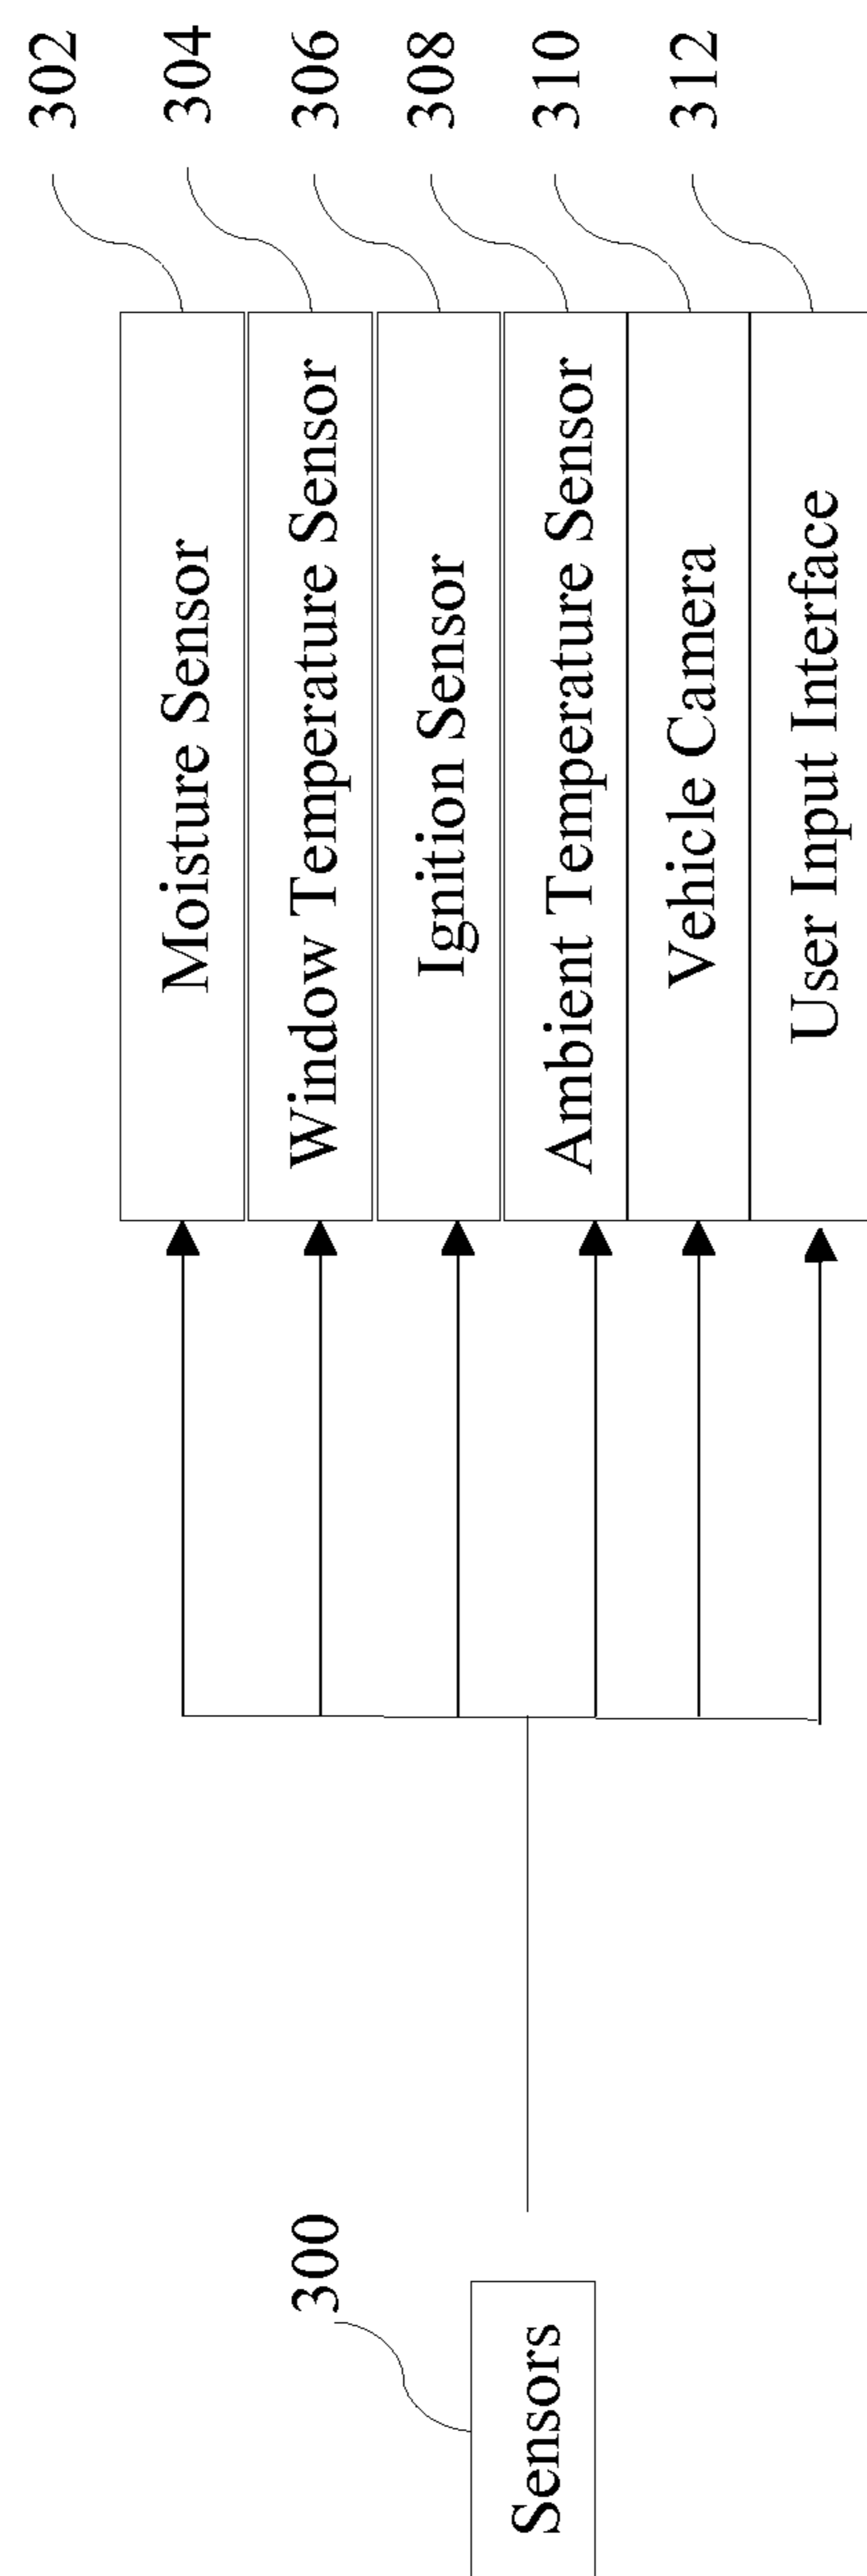 302
Moisture Sensor
304
Window Temperature Sensor
306
Ignition Sensor
308
Ambient Temperature Sensor
310
Vehicle Camera
312
User Input Interface
300
Sensors